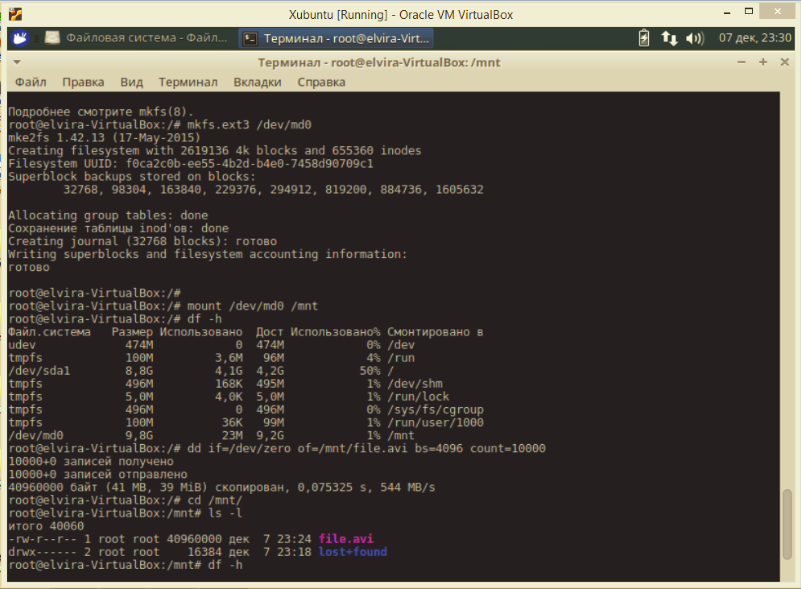 Xubuntu [Running] - Oracle VM VirtualBox
Файловая система - Файл... Терминал - root@elvira-Virt... 07 дек, 23:30
Терминал - root@elvira-VirtualBox: /mnt
Файл Правка Вид Терминал Вкладки Справка
Подробнее смотрите mkfs(8).
root@elvira-VirtualBox:/# mkfs.ext3 /dev/md0
mke2fs 1.42.13 (17-May-2015)
Creating filesystem with 2619136 4k blocks and 655360 inodes
Filesystem UUID: f0ca2c0b-ee55-4b2d-b4e0-7458d90709c1
Superblock backups stored on blocks:
32768, 98304, 163840, 229376, 294912, 819200, 884736, 1605632
Allocating group tables: done
Сохранение таблицы inod'ов: done
Creating journal (32768 blocks): готово
Writing superblocks and filesystem accounting information:
готово
root@elvira-VirtualBox:/#
root@elvira-VirtualBox:/# mount /dev/md0 /mnt
root@elvira-VirtualBox:/# df -h
Файл.система Размер Использовано Дост Использовано% Смонтировано в
udev 474M 0 474M 0% /dev
tmpfs 100M 3,6M 96M 4% /run
/dev/sda1 8,8G 4,1G 4,2G 50% /
tmpfs 496M 168K 495M 1% /dev/shm
tmpfs 5,0M 4,0K 5,0M 1% /run/lock
tmpfs 496M 0 496M 0% /sys/fs/cgroup
tmpfs 100M 36K 99M 1% /run/user/1000
/dev/md0 9,8G 23M 9,2G 1% /mnt
root@elvira-VirtualBox:/# dd if=/dev/zero of=/mnt/file.avi bs=4096 count=10000
10000+0 записей получено
10000+0 записей отправлено
40960000 байт (41 MB, 39 MiB) скопирован, 0,075325 s, 544 MB/s
root@elvira-VirtualBox:/# cd /mnt/
root@elvira-VirtualBox:/mnt# ls -l
итого 40060
-rw-r--r-- 1 root root 40960000 дек 7 23:24 file.avi
drwx------ 2 root root 16384 дек 7 23:18 lost+found
root@elvira-VirtualBox:/mnt# df -h